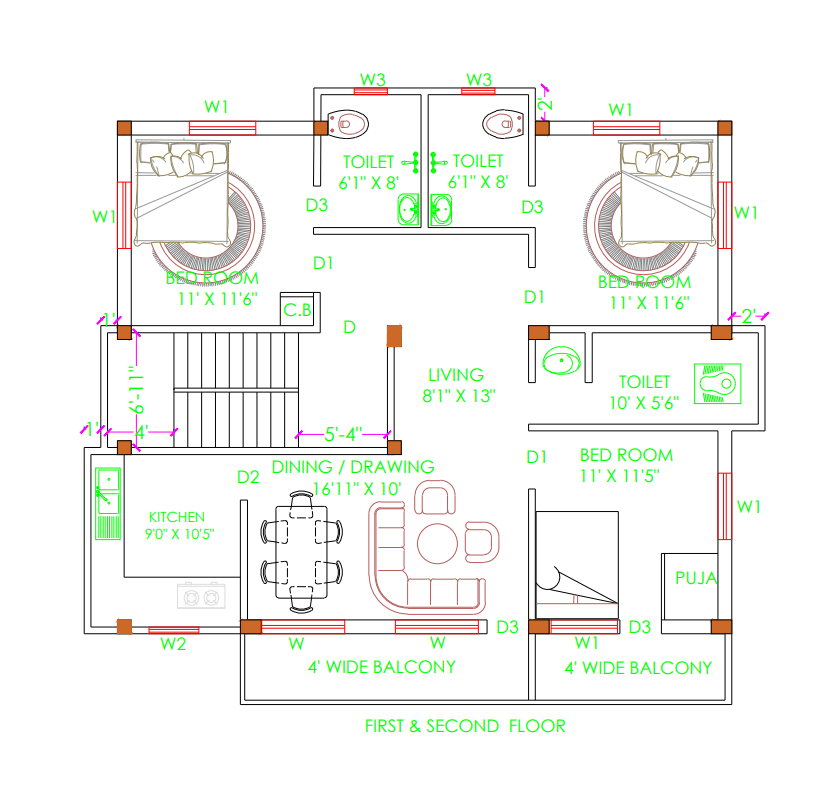 W3
W3
2'
W1
W1
TOILET
6'1" X 8'
TOILET
6'1" X 8'
D3
D3
W1
W1
D1
BED ROOM
11' X 11'6"
BED ROOM
11' X 11'6"
D1
C.B
D
1'
2'
6'-11"
LIVING
8'1" X 13"
TOILET
10' X 5'6"
1'
4'
5'-4"
D1
BED ROOM
11' X 11'5"
DINING / DRAWING
16'11" X 10'
D2
W1
KITCHEN
9'0" X 10'5"
PUJA
D3
D3
W2
W
W
W1
4' WIDE BALCONY
4' WIDE BALCONY
FIRST & SECOND FLOOR